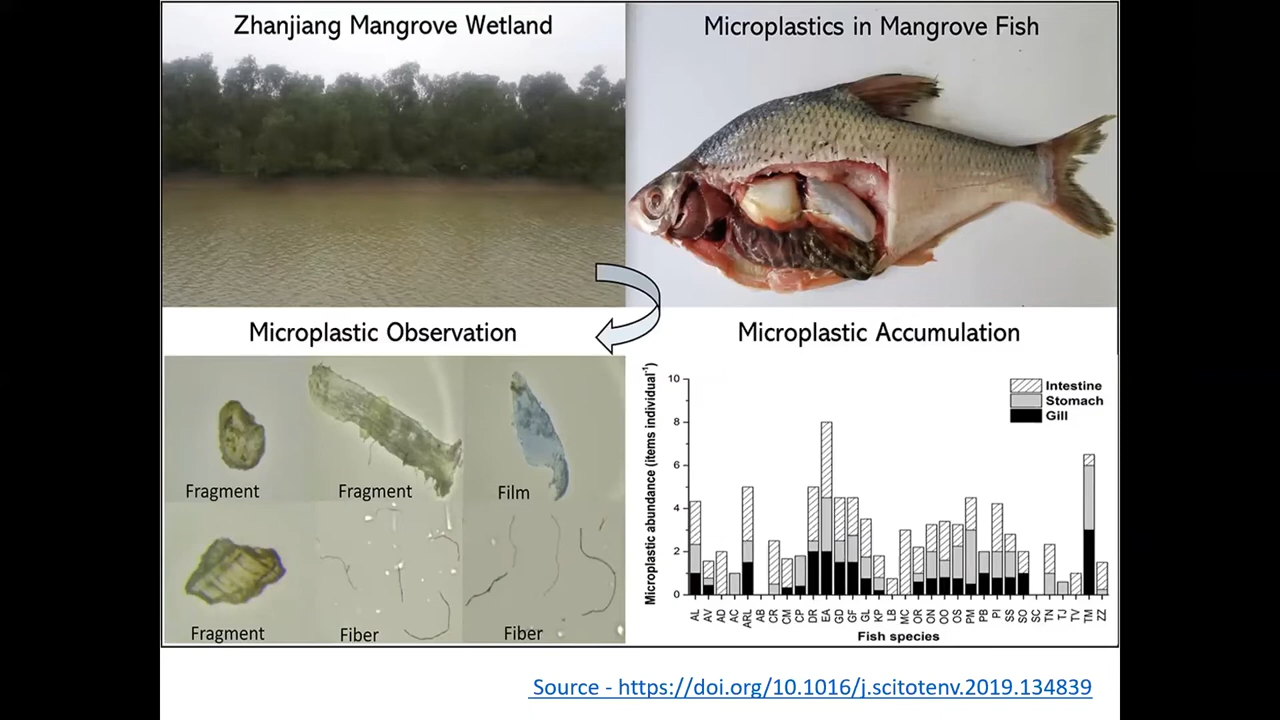 Zhanjiang Mangrove Wetland
Microplastics in Mangrove Fish
Microplastic Observation
Fragment
Fragment
Film
Fragment
Fiber
Fiber
Microplastic Accumulation
Microplastic abundance (items individual⁻¹)
10
8
6
4
2
0
Intestine
Stomach
Gill
AL AV AD AC ARL AB CR CM CP DR EA GD GF GL KP LB MC OR ON OO OS PM PB PI SS SO SC TN TJ TV TM ZZ
Fish species
Source - https://doi.org/10.1016/j.scitotenv.2019.134839